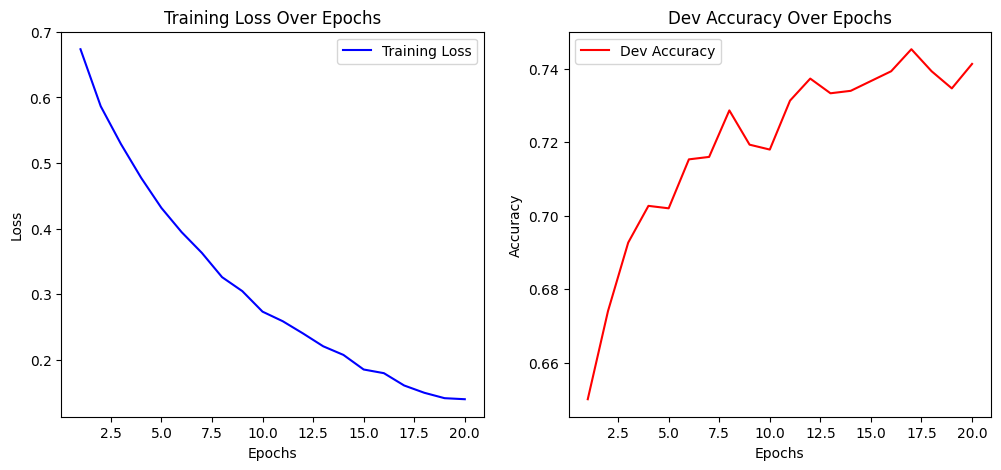 Training Loss Over Epochs
Training Loss
Loss
0.7
0.6
0.5
0.4
0.3
0.2
2.5 5.0 7.5 10.0 12.5 15.0 17.5 20.0
Epochs
Dev Accuracy Over Epochs
Dev Accuracy
Accuracy
0.74
0.72
0.70
0.68
0.66
2.5 5.0 7.5 10.0 12.5 15.0 17.5 20.0
Epochs